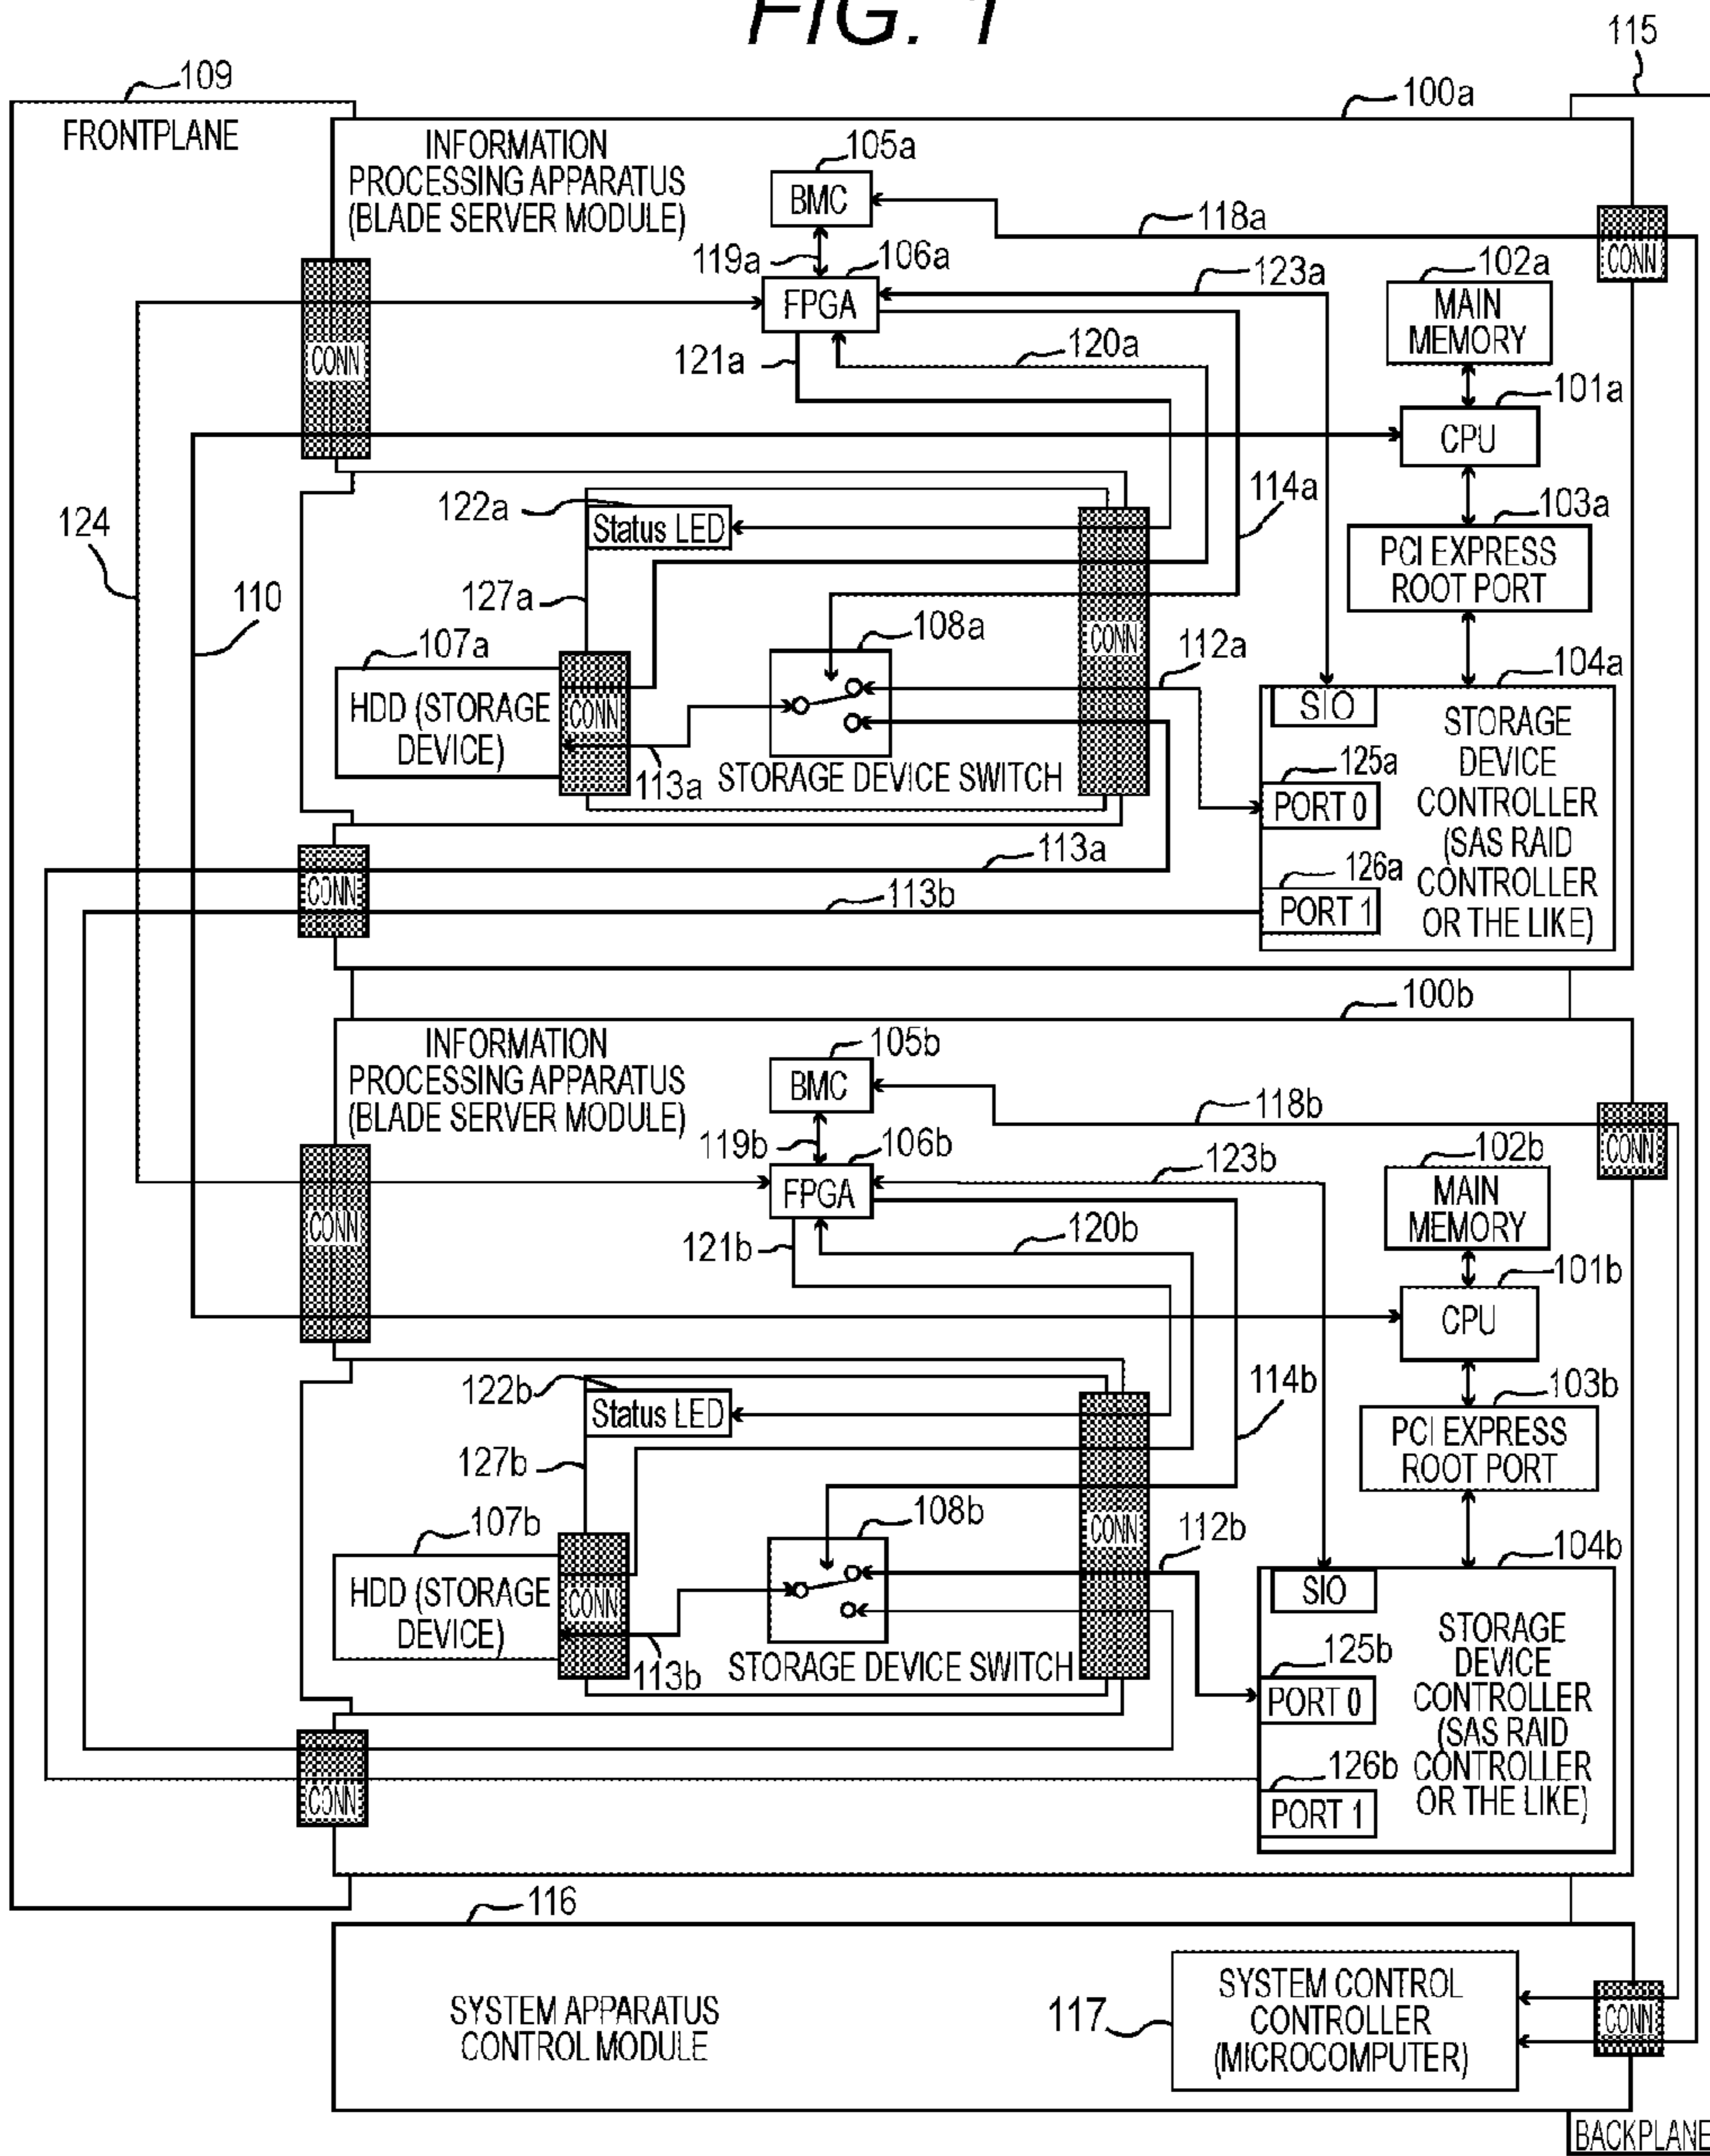 FIG. 1
115
109
100a
FRONTPLANE
INFORMATION
PROCESSING APPARATUS
(BLADE SERVER MODULE)
105a
BMC
118a
CONN
119a
106a
123a
102a
FPGA
MAIN
MEMORY
CONN
121a
120a
101a
CPU
124
122a
Status LED
114a
103a
PCI EXPRESS
ROOT PORT
110
127a
CONN
107a
108a
112a
104a
HDD (STORAGE
DEVICE)
CONN
SIO
STORAGE
DEVICE
CONTROLLER
(SAS RAID
CONTROLLER
OR THE LIKE)
113a
STORAGE DEVICE SWITCH
125a
PORT 0
113a
CONN
126a
113b
PORT 1
100b
INFORMATION
PROCESSING APPARATUS
(BLADE SERVER MODULE)
105b
BMC
118b
CONN
119b
106b
123b
102b
FPGA
MAIN
MEMORY
CONN
121b
120b
101b
CPU
122b
Status LED
114b
103b
PCI EXPRESS
ROOT PORT
127b
107b
108b
CONN
112b
104b
HDD (STORAGE
DEVICE)
CONN
SIO
STORAGE
DEVICE
CONTROLLER
(SAS RAID
CONTROLLER
OR THE LIKE)
113b
STORAGE DEVICE SWITCH
125b
PORT 0
CONN
126b
PORT 1
116
SYSTEM APPARATUS
CONTROL MODULE
117
SYSTEM CONTROL
CONTROLLER
(MICROCOMPUTER)
CONN
BACKPLANE